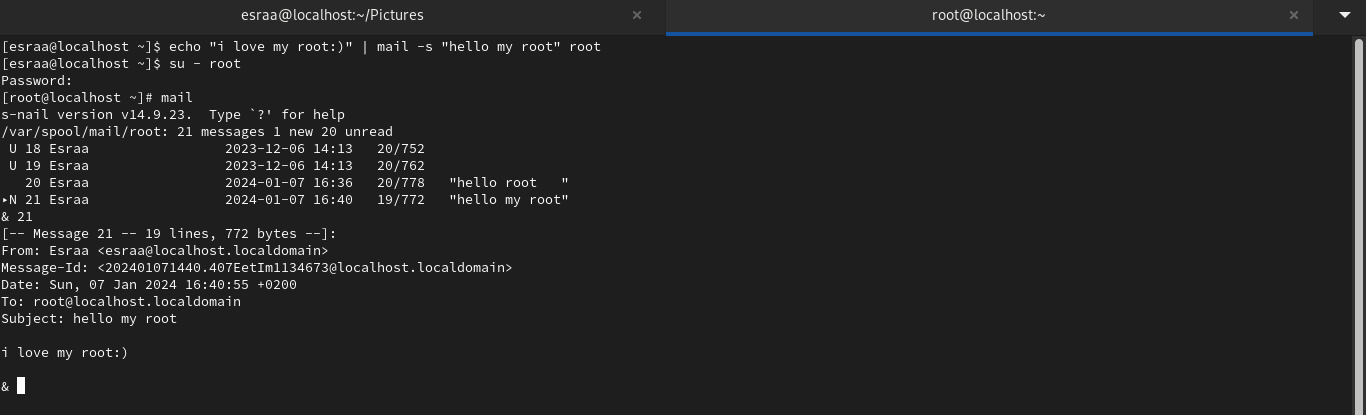 esraa@localhost:~/Pictures × root@localhost:~ ×
[esraa@localhost ~]$ echo "i love my root:)" | mail -s "hello my root" root
[esraa@localhost ~]$ su - root
Password:
[root@localhost ~]# mail
s-nail version v14.9.23.  Type `?' for help
/var/spool/mail/root: 21 messages 1 new 20 unread
 U 18 Esraa                 2023-12-06 14:13   20/752
 U 19 Esraa                 2023-12-06 14:13   20/762
   20 Esraa                 2024-01-07 16:36   20/778   "hello root   "
▸N 21 Esraa                 2024-01-07 16:40   19/772   "hello my root"
& 21
[-- Message 21 -- 19 lines, 772 bytes --]:
From: Esraa <esraa@localhost.localdomain>
Message-Id: <202401071440.407EetIm1134673@localhost.localdomain>
Date: Sun, 07 Jan 2024 16:40:55 +0200
To: root@localhost.localdomain
Subject: hello my root

i love my root:)

&